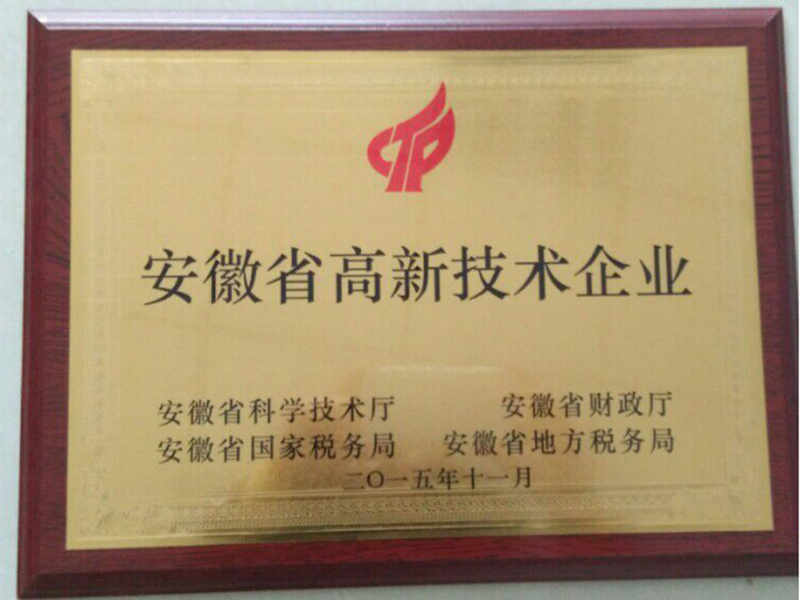 安徽省高新技术企业
安徽省科学技术厅 安徽省财政厅
安徽省国家税务局 安徽省地方税务局
二〇一五年十一月